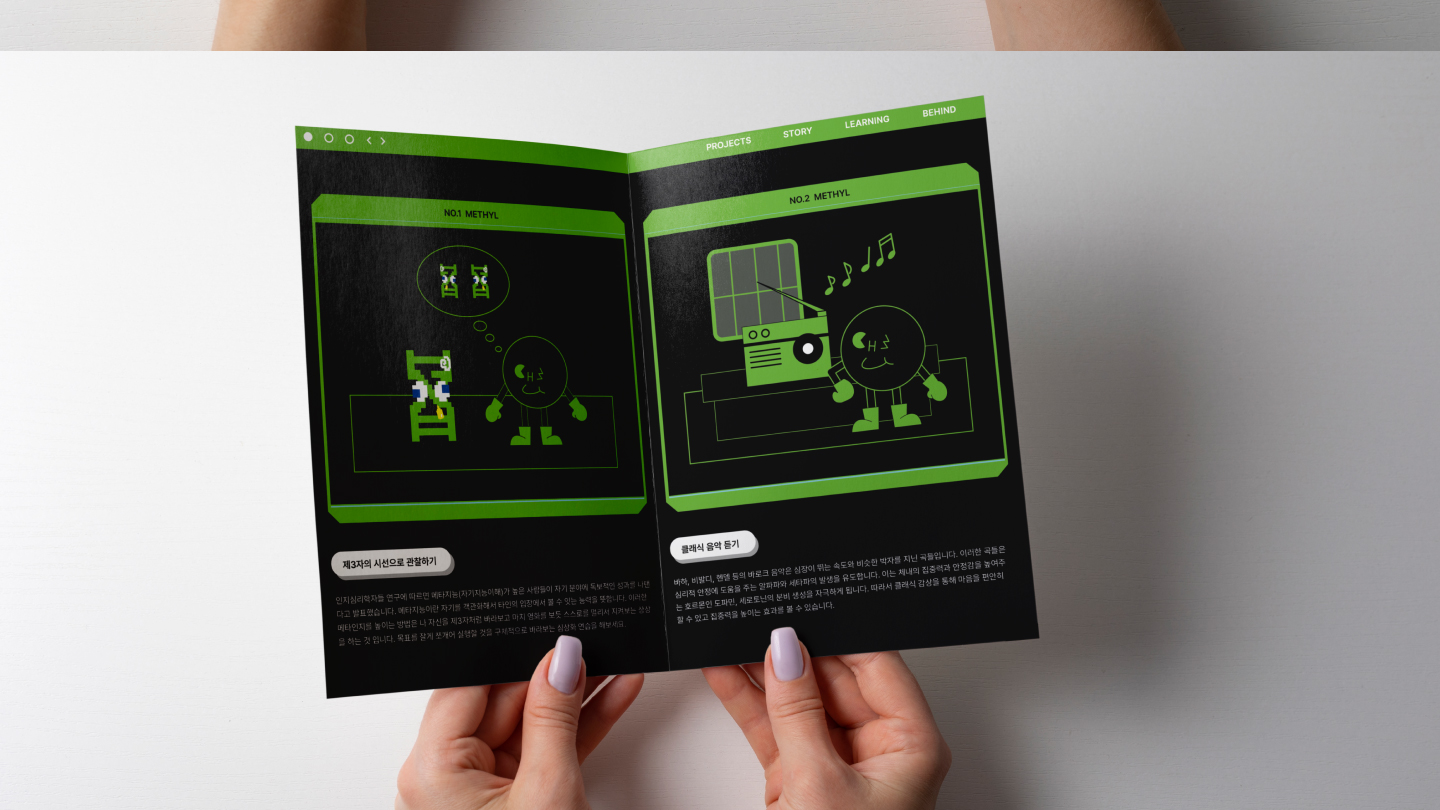 PROJECTS STORY LEARNING BEHIND
NO.1 METHYL
CH3
제3자의 시선으로 관찰하기
인지심리학자들 연구에 따르면 메타지능(자기지능이해)가 높은 사람들이 자기 분야에 독보적인 성과를 나낸
다고 발표했습니다. 메타지능이란 자기를 객관화해서 타인의 입장에서 볼 수 있는 능력을 뜻합니다. 이러한
메타인지를 높이는 방법은 나 자신을 제3자처럼 바라보고 마치 영화를 보듯 스스로를 멀리서 지켜보는 상상
을 하는 것 입니다. 목표를 잘게 쪼개어 실행할 것을 구체적으로 바라보는 심상화 연습을 해보세요.
NO.2 METHYL
CH3
클래식 음악 듣기
바하, 비발디, 헨델 등의 바로크 음악은 심장이 뛰는 속도와 비슷한 박자를 지닌 곡들입니다. 이러한 곡들은
심리적 안정에 도움을 주는 알파파와 세타파의 발생을 유도합니다. 이는 체내의 집중력과 안정감을 높여주
는 호르몬인 도파민, 세로토닌의 분비 생성을 자극하게 됩니다. 따라서 클래식 감상을 통해 마음을 편안히
할 수 있고 집중력을 높이는 효과를 볼 수 있습니다.